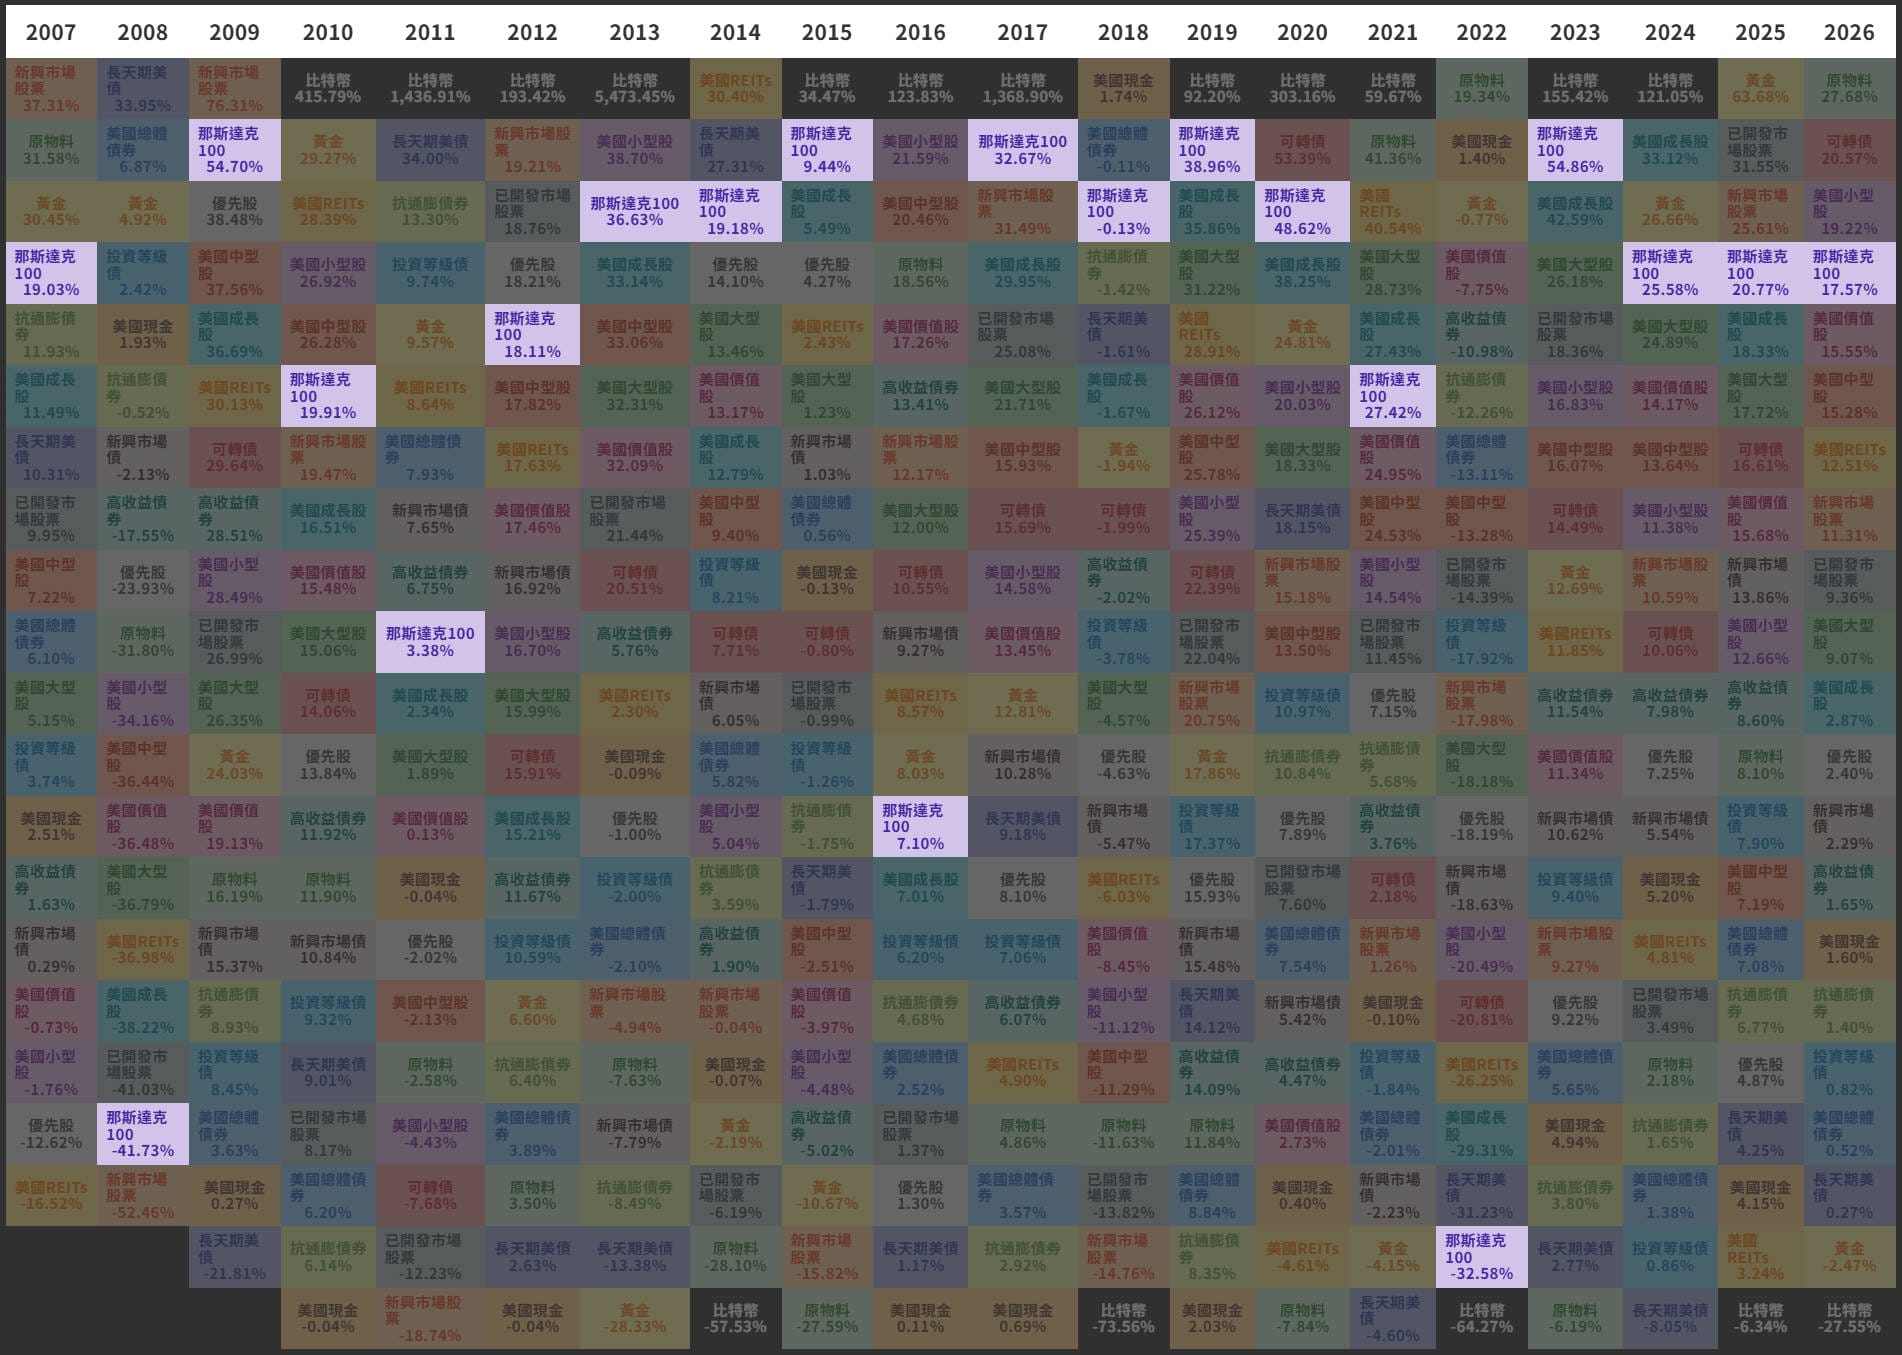 2007 2008 2009 2010 2011 2012 2013 2014 2015 2016 2017 2018 2019 2020 2021 2022 2023 2024 2025 2026
新興市場股票 37.31% 長天期美債 33.95% 新興市場股票 76.31% 比特幣 415.79% 比特幣 1,436.91% 比特幣 193.42% 比特幣 5,473.45% 美國REITs 30.40% 比特幣 34.47% 比特幣 123.83% 比特幣 1,368.90% 美國現金 1.74% 比特幣 92.20% 比特幣 303.16% 比特幣 59.67% 原物料 19.34% 比特幣 155.42% 比特幣 121.05% 黃金 63.68% 原物料 27.68%
原物料 31.58% 美國總體債券 6.87% 那斯達克100 54.70% 黃金 29.27% 長天期美債 34.00% 新興市場股票 19.21% 美國小型股 38.70% 長天期美債 27.31% 那斯達克100 9.44% 美國小型股 21.59% 那斯達克100 32.67% 美國總體債券 -0.11% 那斯達克100 38.96% 可轉債 53.39% 原物料 41.36% 美國現金 1.40% 那斯達克100 54.86% 美國成長股 33.12% 已開發市場股票 31.55% 可轉債 20.57%
黃金 30.45% 黃金 4.92% 優先股 38.48% 美國REITs 28.39% 抗通膨債券 13.30% 已開發市場股票 18.76% 那斯達克100 36.63% 那斯達克100 19.18% 美國成長股 5.49% 美國中型股 20.46% 新興市場股票 31.49% 那斯達克100 -0.13% 美國成長股 35.86% 那斯達克100 48.62% 美國REITs 40.54% 黃金 -0.77% 美國成長股 42.59% 黃金 26.66% 新興市場股票 25.61% 美國小型股 19.22%
那斯達克100 19.03% 投資等級債 2.42% 美國中型股 37.56% 美國小型股 26.92% 投資等級債 9.74% 優先股 18.21% 美國成長股 33.14% 優先股 14.10% 優先股 4.27% 原物料 18.56% 美國成長股 29.95% 抗通膨債券 -1.42% 美國大型股 31.22% 美國成長股 38.25% 美國大型股 28.73% 美國價值股 -7.75% 美國大型股 26.18% 那斯達克100 25.58% 那斯達克100 20.77% 那斯達克100 17.57%
抗通膨債券 11.93% 美國現金 1.93% 美國成長股 36.69% 美國中型股 26.28% 黃金 9.57% 那斯達克100 18.11% 美國中型股 33.06% 美國大型股 13.46% 美國REITs 2.43% 美國價值股 17.26% 已開發市場股票 25.08% 長天期美債 -1.61% 美國REITs 28.91% 黃金 24.81% 美國成長股 27.43% 高收益債券 -10.98% 已開發市場股票 18.36% 美國大型股 24.89% 美國成長股 18.33% 美國價值股 15.55%
美國成長股 11.49% 抗通膨債券 -0.52% 美國REITs 30.13% 那斯達克100 19.91% 美國REITs 8.64% 美國中型股 17.82% 美國大型股 32.31% 美國價值股 13.17% 美國大型股 1.23% 高收益債券 13.41% 美國大型股 21.71% 美國成長股 -1.67% 美國價值股 26.12% 美國小型股 20.03% 那斯達克100 27.42% 抗通膨債券 -12.26% 美國小型股 16.83% 美國價值股 14.17% 美國大型股 17.72% 美國中型股 15.28%
長天期美債 10.31% 新興市場債 -2.13% 可轉債 29.64% 新興市場股票 19.47% 美國總體債券 7.93% 美國REITs 17.63% 美國價值股 32.09% 美國成長股 12.79% 新興市場債 1.03% 新興市場股票 12.17% 美國中型股 15.93% 黃金 -1.94% 美國中型股 25.78% 美國大型股 18.33% 美國價值股 24.95% 美國總體債券 -13.11% 美國中型股 16.07% 美國中型股 13.64% 可轉債 16.61% 美國REITs 12.51%
已開發市場股票 9.95% 高收益債券 -17.55% 高收益債券 28.51% 美國成長股 16.51% 新興市場債 7.65% 美國價值股 17.46% 已開發市場股票 21.44% 美國中型股 9.40% 美國總體債券 0.56% 美國大型股 12.00% 可轉債 15.69% 可轉債 -1.99% 美國小型股 25.39% 長天期美債 18.15% 美國中型股 24.53% 美國中型股 -13.28% 可轉債 14.49% 美國小型股 11.38% 美國價值股 15.68% 新興市場股票 11.31%
美國中型股 7.22% 優先股 -23.93% 美國小型股 28.49% 美國價值股 15.48% 高收益債券 6.75% 新興市場債 16.92% 可轉債 20.51% 投資等級債 8.21% 美國現金 -0.13% 可轉債 10.55% 美國小型股 14.58% 高收益債券 -2.02% 可轉債 22.39% 新興市場股票 15.18% 美國小型股 14.54% 已開發市場股票 -14.39% 黃金 12.69% 新興市場股票 10.59% 新興市場債 13.86% 已開發市場股票 9.36%
美國總體債券 6.10% 原物料 -31.80% 已開發市場股票 26.99% 美國大型股 15.06% 那斯達克100 3.38% 美國小型股 16.70% 高收益債券 5.76% 可轉債 7.71% 可轉債 -0.80% 新興市場債 9.27% 美國價值股 13.45% 投資等級債 -3.78% 已開發市場股票 22.04% 美國中型股 13.50% 已開發市場股票 11.45% 投資等級債 -17.92% 美國REITs 11.85% 可轉債 10.06% 美國小型股 12.66% 美國大型股 9.07%
美國大型股 5.15% 美國小型股 -34.16% 美國大型股 26.35% 可轉債 14.06% 美國成長股 2.34% 美國大型股 15.99% 美國REITs 2.30% 新興市場債 6.05% 已開發市場股票 -0.99% 美國REITs 8.57% 黃金 12.81% 美國大型股 -4.57% 新興市場股票 20.75% 投資等級債 10.97% 優先股 7.15% 新興市場股票 -17.98% 高收益債券 11.54% 高收益債券 7.98% 高收益債券 8.60% 美國成長股 2.87%
投資等級債 3.74% 美國中型股 -36.44% 黃金 24.03% 優先股 13.84% 美國大型股 1.89% 可轉債 15.91% 美國現金 -0.09% 美國總體債券 5.82% 投資等級債 -1.26% 黃金 8.03% 新興市場債 10.28% 優先股 -4.63% 黃金 17.86% 抗通膨債券 10.84% 抗通膨債券 5.68% 美國大型股 -18.18% 美國價值股 11.34% 優先股 7.25% 原物料 8.10% 優先股 2.40%
美國現金 2.51% 美國價值股 -36.48% 美國價值股 19.13% 高收益債券 11.92% 美國價值股 0.13% 美國成長股 15.21% 優先股 -1.00% 美國小型股 5.04% 抗通膨債券 -1.75% 那斯達克100 7.10% 長天期美債 9.18% 新興市場債 -5.47% 投資等級債 17.37% 優先股 7.89% 高收益債券 3.76% 優先股 -18.19% 新興市場債 10.62% 新興市場債 5.54% 投資等級債 7.90% 新興市場債 2.29%
高收益債券 1.63% 美國大型股 -36.79% 原物料 16.19% 原物料 11.90% 美國現金 -0.04% 高收益債券 11.67% 投資等級債 -2.00% 抗通膨債券 3.59% 長天期美債 -1.79% 美國成長股 7.01% 優先股 8.10% 美國REITs -6.03% 優先股 15.93% 已開發市場股票 7.60% 可轉債 2.18% 新興市場債 -18.63% 投資等級債 9.40% 美國現金 5.20% 美國中型股 7.19% 高收益債券 1.65%
新興市場債 0.29% 美國REITs -36.98% 新興市場債 15.37% 新興市場債 10.84% 優先股 -2.02% 投資等級債 10.59% 美國總體債券 -2.10% 高收益債券 1.90% 美國中型股 -2.51% 投資等級債 6.20% 投資等級債 7.06% 美國價值股 -8.45% 新興市場債 15.48% 美國總體債券 7.54% 新興市場股票 1.26% 美國小型股 -20.49% 新興市場股票 9.27% 美國REITs 4.81% 美國總體債券 7.08% 美國現金 1.60%
美國價值股 -0.73% 美國成長股 -38.22% 抗通膨債券 8.93% 投資等級債 9.32% 美國中型股 -2.13% 黃金 6.60% 新興市場股票 -4.94% 新興市場股票 -0.04% 美國價值股 -3.97% 抗通膨債券 4.68% 高收益債券 6.07% 美國小型股 -11.12% 長天期美債 14.12% 新興市場債 5.42% 美國現金 -0.10% 可轉債 -20.81% 優先股 9.22% 已開發市場股票 3.49% 抗通膨債券 6.77% 抗通膨債券 1.40%
美國小型股 -1.76% 已開發市場股票 -41.03% 投資等級債 8.45% 長天期美債 9.01% 原物料 -2.58% 抗通膨債券 6.40% 原物料 -7.63% 美國現金 -0.07% 美國小型股 -4.48% 美國總體債券 2.52% 美國REITs 4.90% 美國中型股 -11.29% 高收益債券 14.09% 高收益債券 4.47% 投資等級債 -1.84% 美國REITs -26.25% 美國總體債券 5.65% 原物料 2.18% 優先股 4.87% 投資等級債 0.82%
優先股 -12.62% 那斯達克100 -41.73% 美國總體債券 3.63% 已開發市場股票 8.17% 美國小型股 -4.43% 美國總體債券 3.89% 新興市場債 -7.79% 黃金 -2.19% 高收益債券 -5.02% 已開發市場股票 1.37% 原物料 4.86% 原物料 -11.63% 原物料 11.84% 美國價值股 2.73% 美國總體債券 -2.01% 美國成長股 -29.31% 美國現金 4.94% 抗通膨債券 1.65% 長天期美債 4.25% 美國總體債券 0.52%
美國REITs -16.52% 新興市場股票 -52.46% 美國現金 0.27% 美國總體債券 6.20% 可轉債 -7.68% 原物料 3.50% 抗通膨債券 -8.49% 已開發市場股票 -6.19% 黃金 -10.67% 優先股 1.30% 美國總體債券 3.57% 已開發市場股票 -13.82% 美國總體債券 8.84% 美國現金 0.40% 新興市場債 -2.23% 長天期美債 -31.23% 抗通膨債券 3.80% 美國總體債券 1.38% 美國現金 4.15% 長天期美債 0.27%
長天期美債 -21.81% 抗通膨債券 6.14% 已開發市場股票 -12.23% 長天期美債 2.63% 長天期美債 -13.38% 原物料 -28.10% 新興市場股票 -15.82% 長天期美債 1.17% 抗通膨債券 2.92% 新興市場股票 -14.76% 抗通膨債券 8.35% 美國REITs -4.61% 黃金 -4.15% 那斯達克100 -32.58% 長天期美債 2.77% 投資等級債 0.86% 美國REITs 3.24% 黃金 -2.47%
美國現金 -0.04% 新興市場股票 -18.74% 美國現金 -0.04% 黃金 -28.33% 比特幣 -57.53% 原物料 -27.59% 美國現金 0.11% 美國現金 0.69% 比特幣 -73.56% 美國現金 2.03% 原物料 -7.84% 長天期美債 -4.60% 比特幣 -64.27% 原物料 -6.19% 長天期美債 -8.05% 比特幣 -6.34% 比特幣 -27.55%